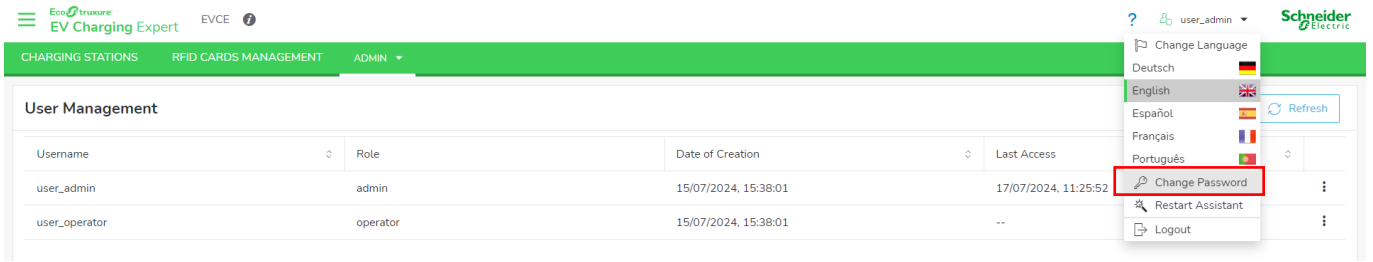 EcoStruxure
EV Charging Expert
EVCE
?
user_admin
Schneider
Electric
CHARGING STATIONS
RFID CARDS MANAGEMENT
ADMIN
Change Language
Deutsch
English
Español
Français
Português
Change Password
Restart Assistant
Logout
User Management
Refresh
Username Role Date of Creation Last Access
user_admin admin 15/07/2024, 15:38:01 17/07/2024, 11:25:52
user_operator operator 15/07/2024, 15:38:01 --